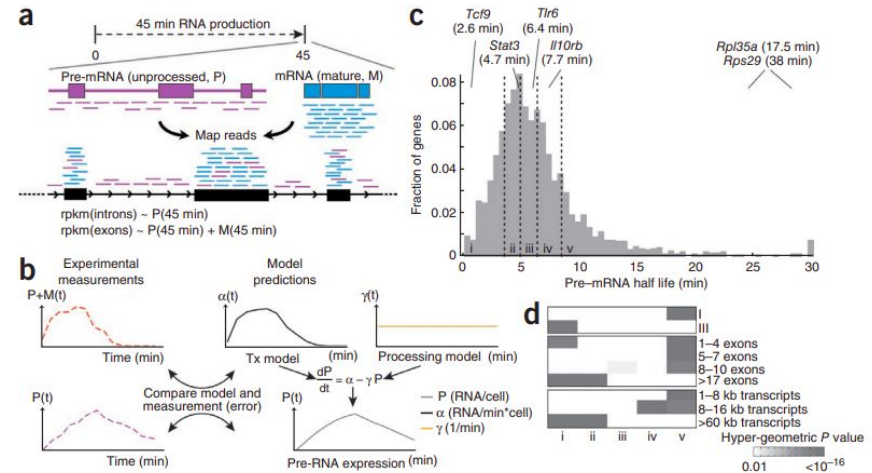 a
45 min RNA production
0
45
Pre-mRNA (unprocessed, P)
mRNA (mature, M)
Map reads
rpkm(introns) ~ P(45 min)
rpkm(exons) ~ P(45 min) + M(45 min)
b
Experimental
measurements
Model
predictions
P+M(t)
Time (min)
α(t)
(min)
Tx model
γ(t)
Processing model (min)
dP
dt
= α – γ P
Compare model and
measurement (error)
P(t)
Time (min)
P(t)
Pre-RNA expression (min)
P (RNA/cell)
α (RNA/min*cell)
γ (1/min)
c
Tcf9
(2.6 min)
Stat3
(4.7 min)
Tlr6
(6.4 min)
Il10rb
(7.7 min)
Rpl35a (17.5 min)
Rps29 (38 min)
Fraction of genes
0.08
0.06
0.04
0.02
0
i
ii
iii
iv
v
0 5 10 15 20 25 30
Pre–mRNA half life (min)
d
I
III
1–4 exons
5–7 exons
8–10 exons
>17 exons
1–8 kb transcripts
8–16 kb transcripts
>60 kb transcripts
i ii iii iv v
Hyper-geometric P value
0.01 <10⁻¹⁶